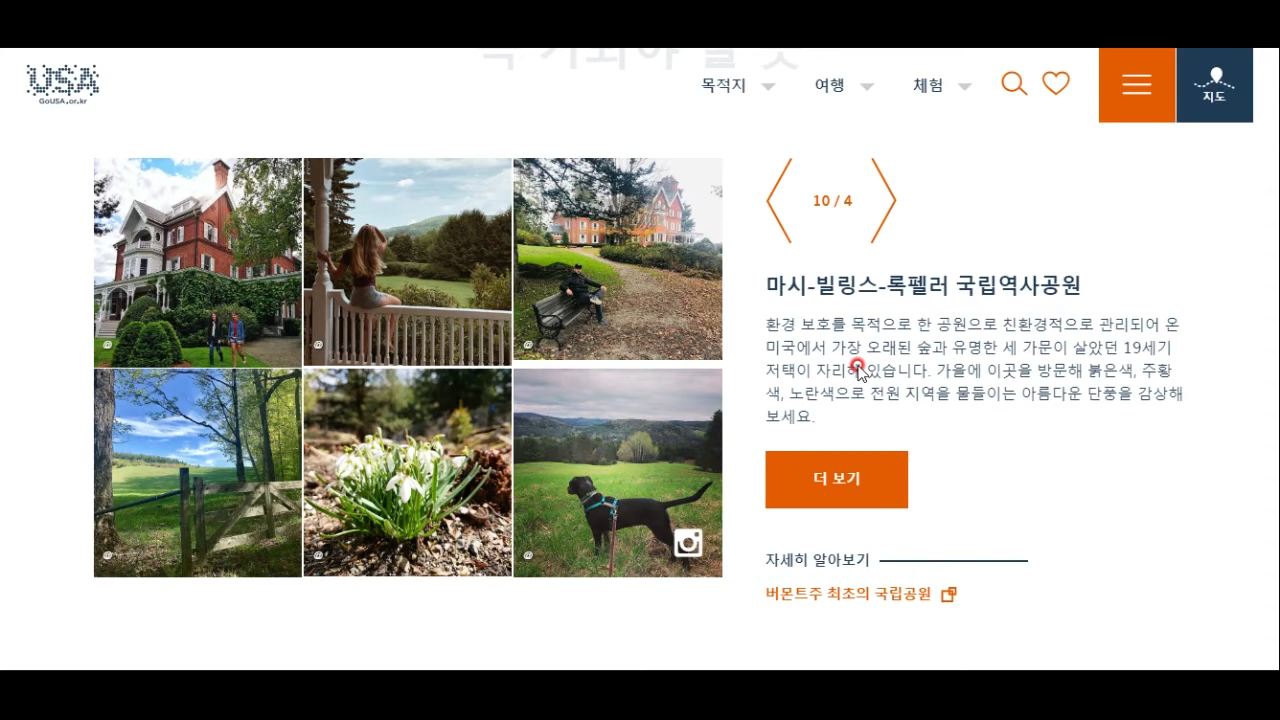 USA
GoUSA.or.kr
목적지
여행
체험
지도
10 / 4
마시-빌링스-록펠러 국립역사공원
환경 보호를 목적으로 한 공원으로 친환경적으로 관리되어 온
미국에서 가장 오래된 숲과 유명한 세 가문이 살았던 19세기
저택이 자리해 있습니다. 가을에 이곳을 방문해 붉은색, 주황
색, 노란색으로 전원 지역을 물들이는 아름다운 단풍을 감상해
보세요.
@
@
@
@
@
@
더 보기
자세히 알아보기
버몬트주 최초의 국립공원